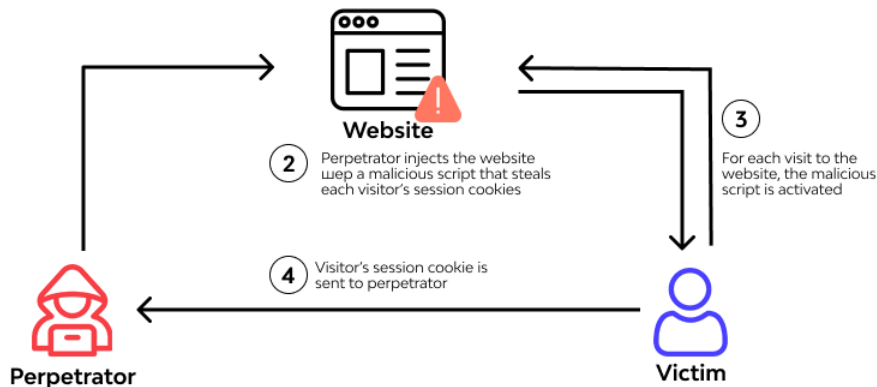 Website
2
Perpetrator injects the website
шер a malicious script that steals
each visitor's session cookies
3
For each visit to the
website, the malicious
script is activated
4
Visitor's session cookie is
sent to perpetrator
Perpetrator
Victim